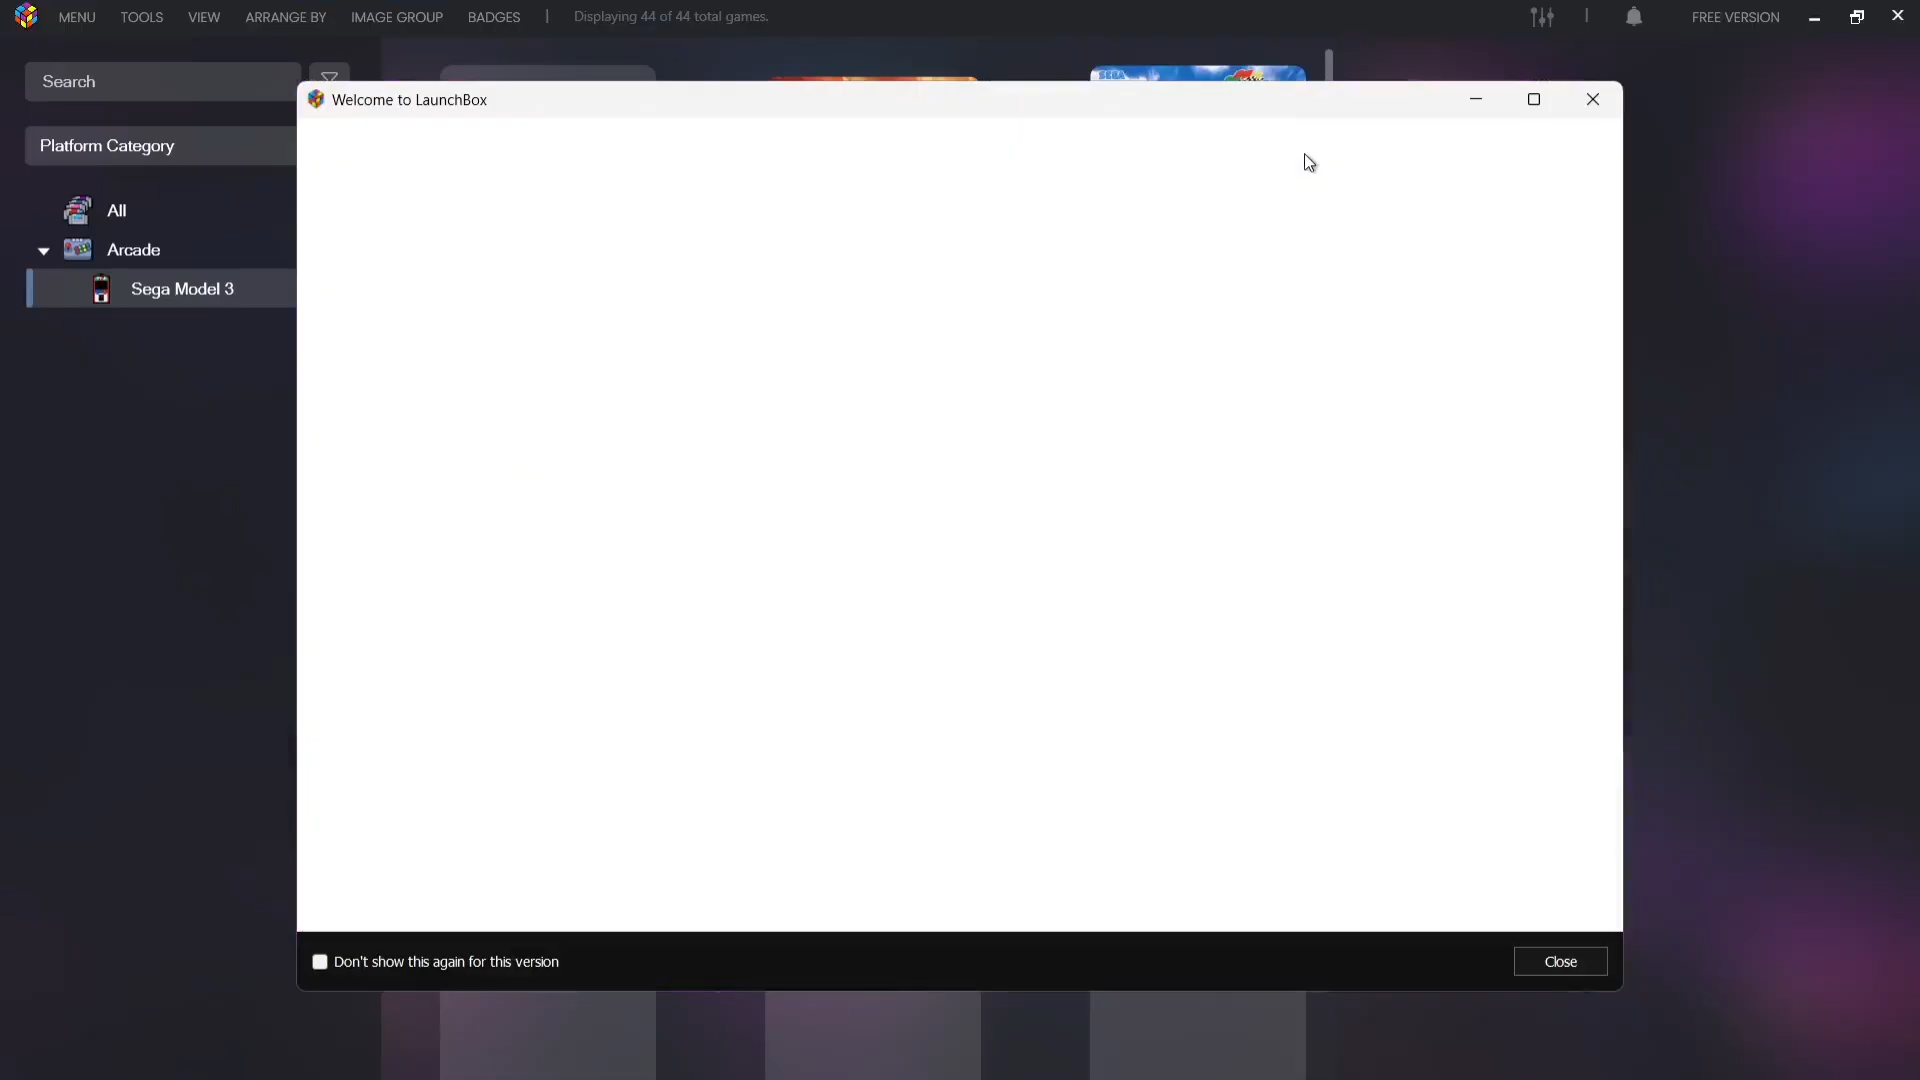 MENU TOOLS VIEW ARRANGE BY IMAGE GROUP BADGES | Displaying 44 of 44 total games. | FREE VERSION
Search
SEGA
Welcome to LaunchBox
Platform Category
All
Arcade
Sega Model 3
Don't show this again for this version
Close